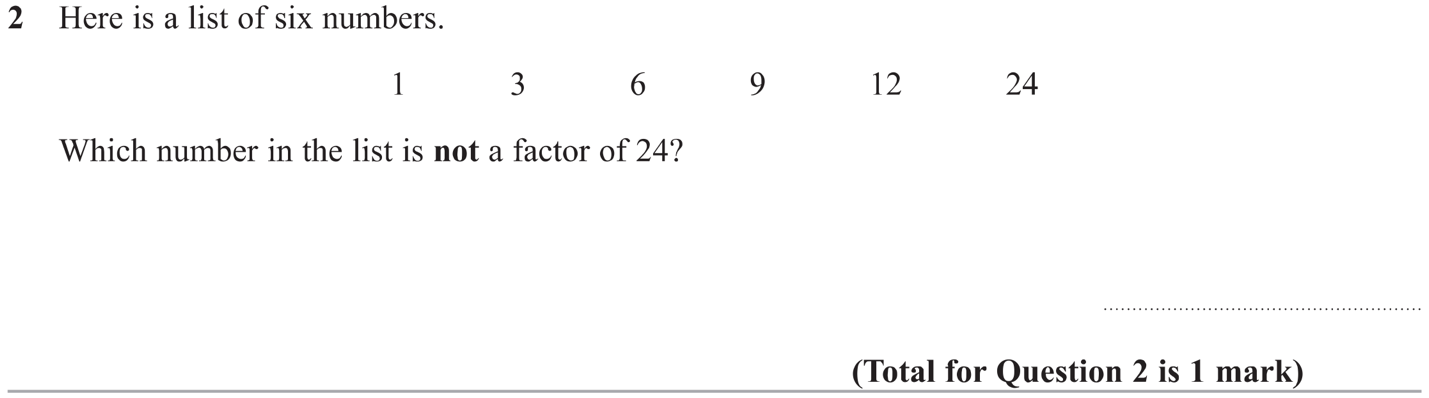 2 Here is a list of six numbers.
1 3 6 9 12 24
Which number in the list is not a factor of 24?
(Total for Question 2 is 1 mark)